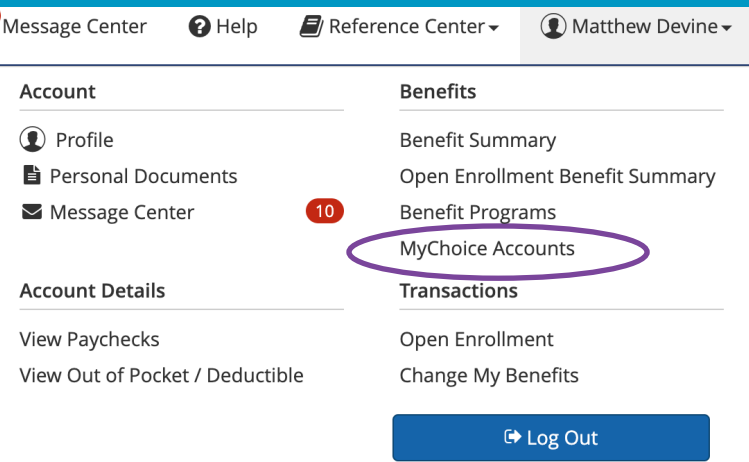 Message Center Help Reference Center Matthew Devine
Account
Profile
Personal Documents
Message Center 10
Benefits
Benefit Summary
Open Enrollment Benefit Summary
Benefit Programs
MyChoice Accounts
Account Details
View Paychecks
View Out of Pocket / Deductible
Transactions
Open Enrollment
Change My Benefits
Log Out